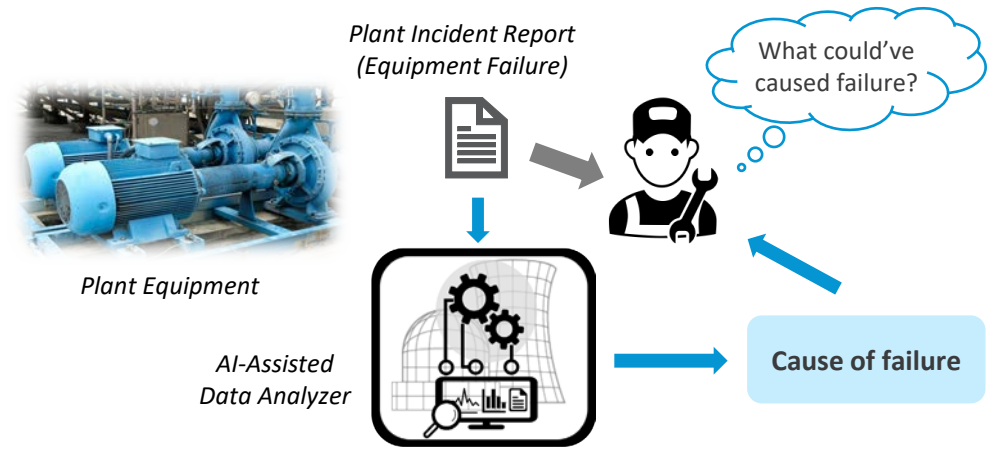 Plant Incident Report
(Equipment Failure)
What could've
caused failure?
Plant Equipment
AI-Assisted
Data Analyzer
Cause of failure